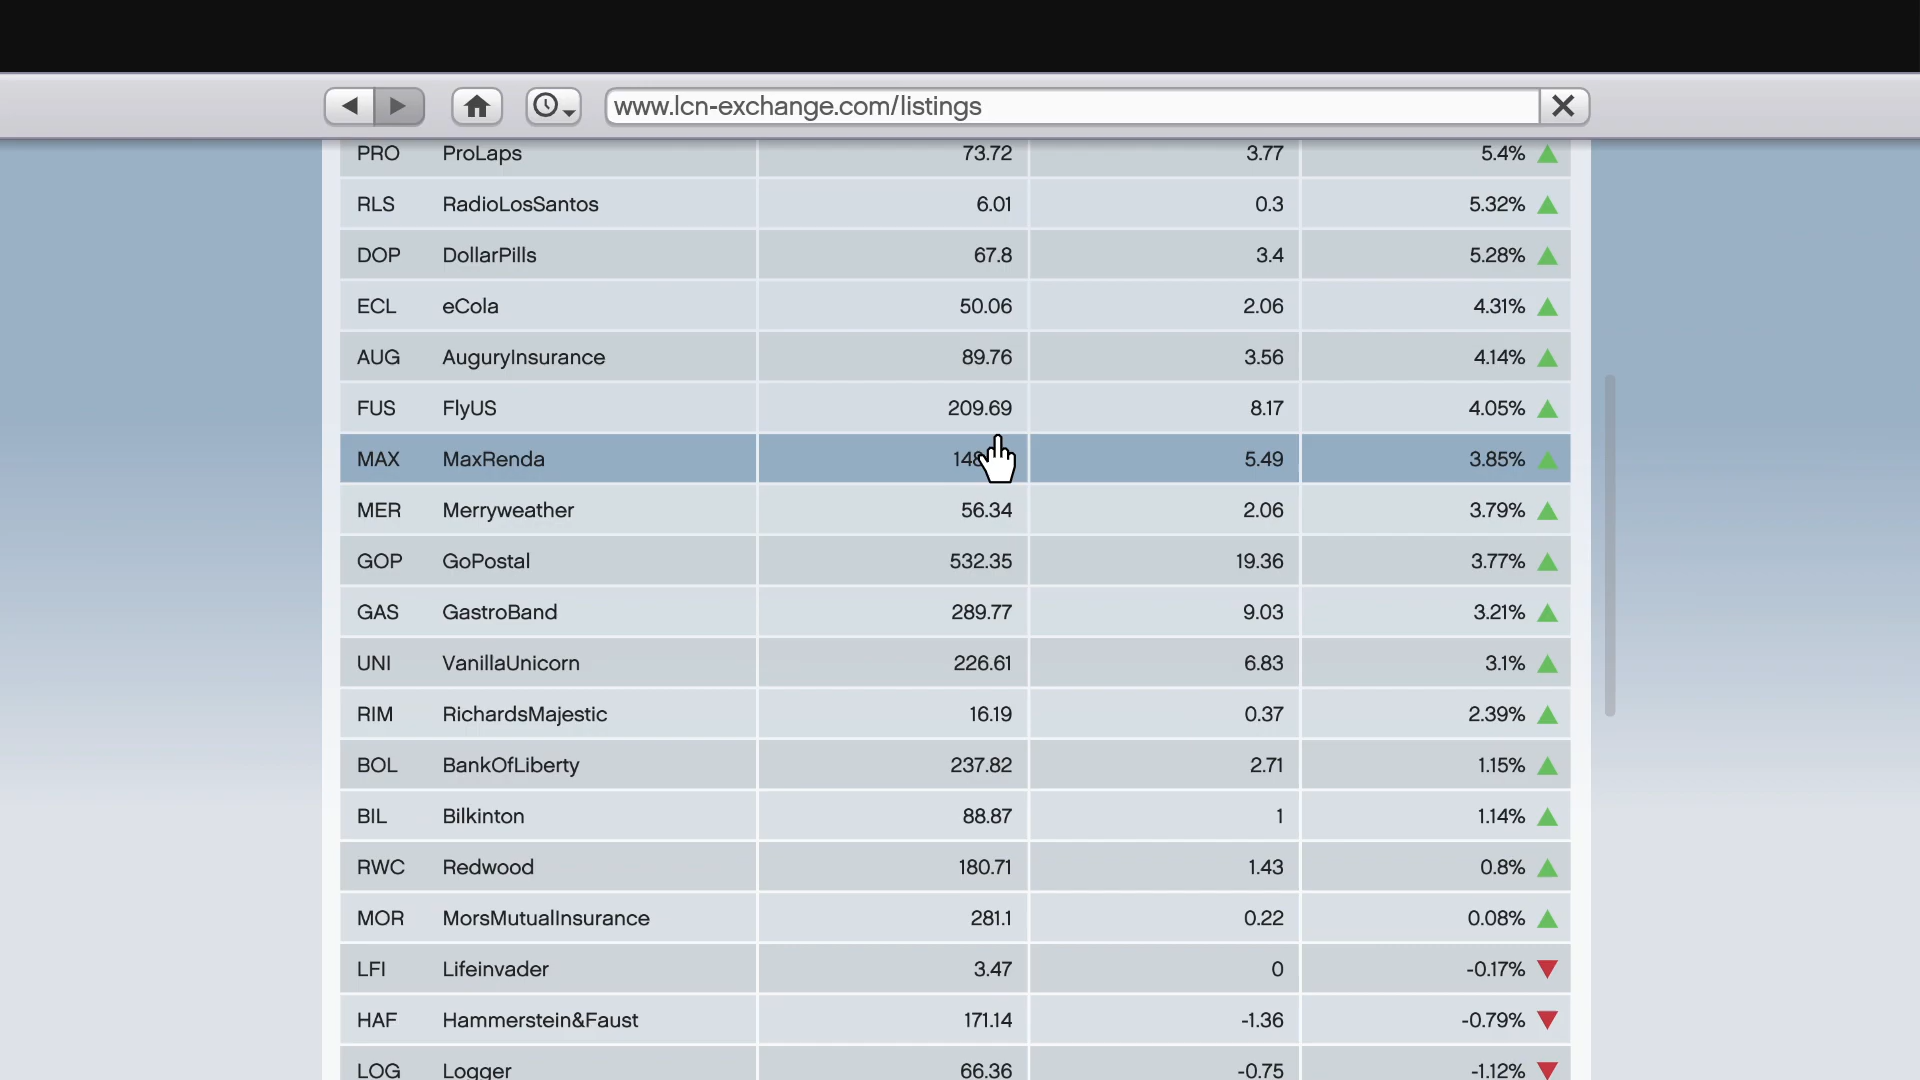 www.lcn-exchange.com/listings
PRO ProLaps 73.72 3.77 5.4%
RLS RadioLosSantos 6.01 0.3 5.32%
DOP DollarPills 67.8 3.4 5.28%
ECL eCola 50.06 2.06 4.31%
AUG AuguryInsurance 89.76 3.56 4.14%
FUS FlyUS 209.69 8.17 4.05%
MAX MaxRenda 5.49 3.85%
MER Merryweather 56.34 2.06 3.79%
GOP GoPostal 532.35 19.36 3.77%
GAS GastroBand 289.77 9.03 3.21%
UNI VanillaUnicorn 226.61 6.83 3.1%
RIM RichardsMajestic 16.19 0.37 2.39%
BOL BankOfLiberty 237.82 2.71 1.15%
BIL Bilkinton 88.87 1 1.14%
RWC Redwood 180.71 1.43 0.8%
MOR MorsMutualInsurance 281.1 0.22 0.08%
LFI Lifeinvader 3.47 0 -0.17%
HAF Hammerstein&Faust 171.14 -1.36 -0.79%
LOG Logger 66.36 -0.75 -1.12%